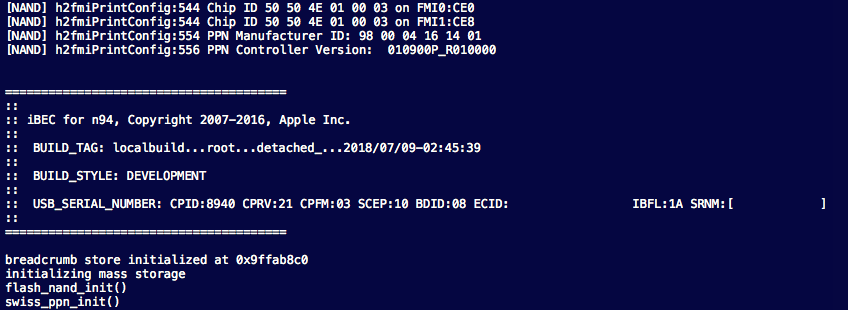 [NAND] h2fmiPrintConfig:544 Chip ID 50 50 4E 01 00 03 on FMI0:CE0
[NAND] h2fmiPrintConfig:544 Chip ID 50 50 4E 01 00 03 on FMI1:CE8
[NAND] h2fmiPrintConfig:554 PPN Manufacturer ID: 98 00 04 16 14 01
[NAND] h2fmiPrintConfig:556 PPN Controller Version:  010900P_R010000
=======================================
::
:: iBEC for n94, Copyright 2007-2016, Apple Inc.
::
::  BUILD_TAG: localbuild...root...detached_...2018/07/09-02:45:39
::
::  BUILD_STYLE: DEVELOPMENT
::
::  USB_SERIAL_NUMBER: CPID:8940 CPRV:21 CPFM:03 SCEP:10 BDID:08 ECID:                 IBFL:1A SRNM:[            ]
::
=======================================
breadcrumb store initialized at 0x9ffab8c0
initializing mass storage
flash_nand_init()
swiss_ppn_init()